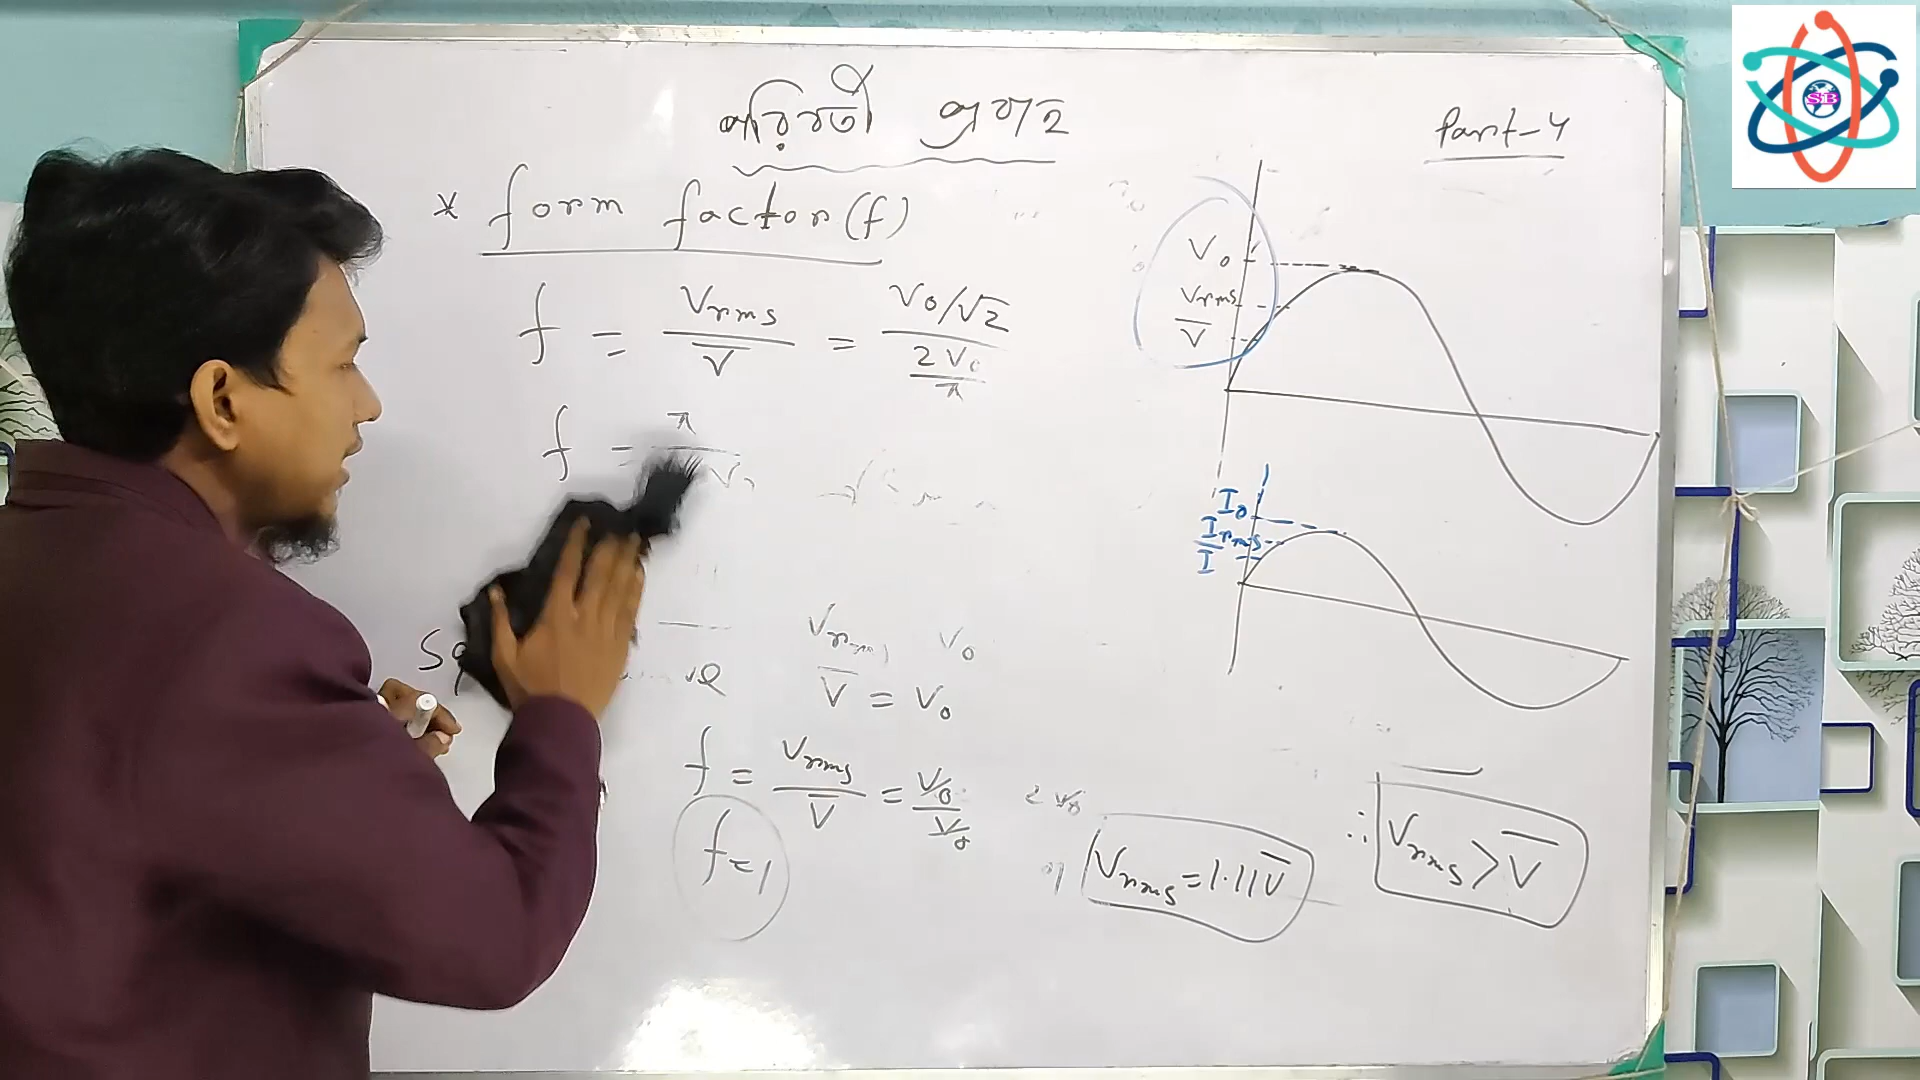 পরিবর্তী প্রবাহ
Part-4
* form factor (f)
f = Vrms / V̅ = V0/√2 / 2V0/π
f = π
V0
Vrms
V̅
I0
Irms
I̅
Vrms V0
V̅ = V0
f = Vrms / V̅ = V0 / V0
f = 1
Vrms = 1.11V̅
∴ Vrms > V̅
SB